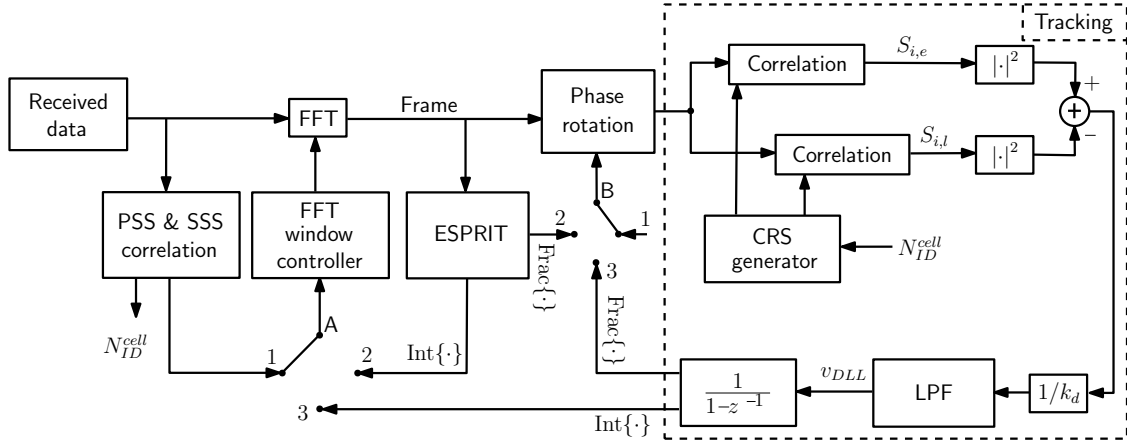 Tracking
Received
data
FFT
Frame
Phase
rotation
Correlation
S_{i,e}
|·|^2
+
+
−
Correlation
S_{i,l}
|·|^2
PSS & SSS
correlation
FFT
window
controller
ESPRIT
2
B
1
3
CRS
generator
N_{ID}^{cell}
Frac{·}
Frac{·}
N_{ID}^{cell}
1
A
2
3
Int{·}
Int{·}
1
1−z^{−1}
v_{DLL}
LPF
1/k_d